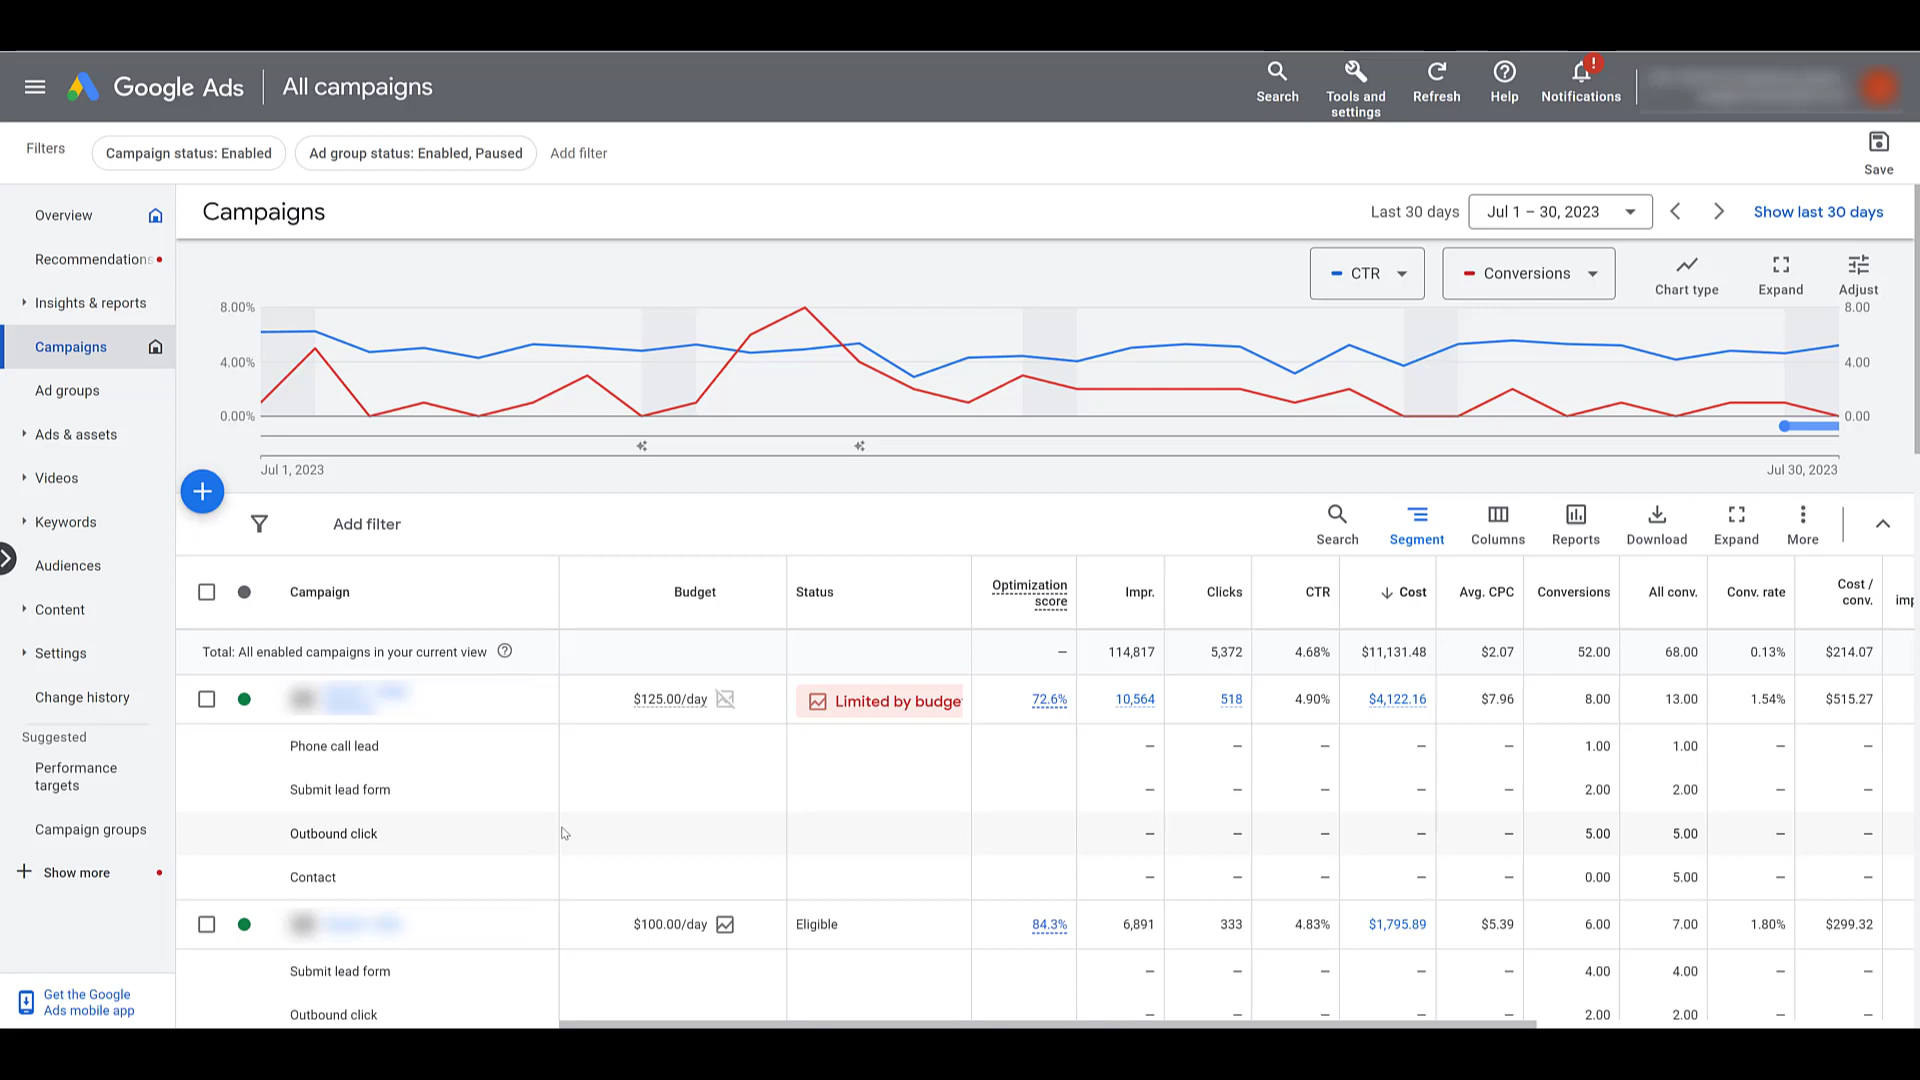 Google Ads
All campaigns
Search
Tools and
settings
Refresh
Help
!
Notifications
Filters
Campaign status: Enabled
Ad group status: Enabled, Paused
Add filter
Save
Overview
Recommendations
Insights & reports
Campaigns
Ad groups
Ads & assets
Videos
Keywords
Audiences
Content
Settings
Change history
Suggested
Performance
targets
Campaign groups
Show more
Get the Google
Ads mobile app
Campaigns
Last 30 days
Jul 1 – 30, 2023
Show last 30 days
CTR
Conversions
Chart type
Expand
Adjust
8.00%
4.00%
0.00%
8.00
4.00
0.00
Jul 1, 2023
Jul 30, 2023
Add filter
Search
Segment
Columns
Reports
Download
Expand
More
Campaign Budget Status Optimization score Impr. Clicks CTR Cost Avg. CPC Conversions All conv. Conv. rate Cost / conv. imp
Total: All enabled campaigns in your current view – 114,817 5,372 4.68% $11,131.48 $2.07 52.00 68.00 0.13% $214.07
$125.00/day Limited by budge 72.6% 10,564 518 4.90% $4,122.16 $7.96 8.00 13.00 1.54% $515.27
Phone call lead – – – – – 1.00 1.00 – –
Submit lead form – – – – – 2.00 2.00 – –
Outbound click – – – – – 5.00 5.00 – –
Contact – – – – – 0.00 5.00 – –
$100.00/day Eligible 84.3% 6,891 333 4.83% $1,795.89 $5.39 6.00 7.00 1.80% $299.32
Submit lead form – – – – – 4.00 4.00 – –
Outbound click – – – – – 2.00 2.00 – –